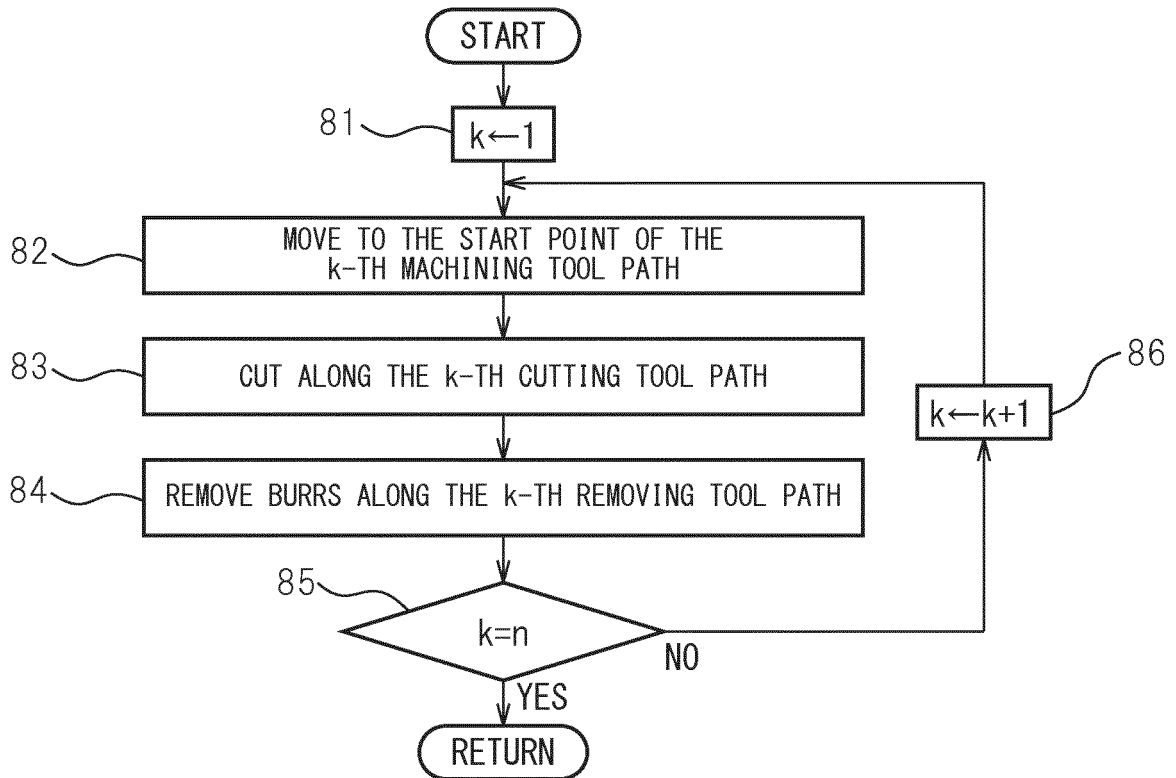 START
81
k←1
82
MOVE TO THE START POINT OF THE
k-TH MACHINING TOOL PATH
83
CUT ALONG THE k-TH CUTTING TOOL PATH
86
k←k+1
84
REMOVE BURRS ALONG THE k-TH REMOVING TOOL PATH
85
k=n
NO
YES
RETURN